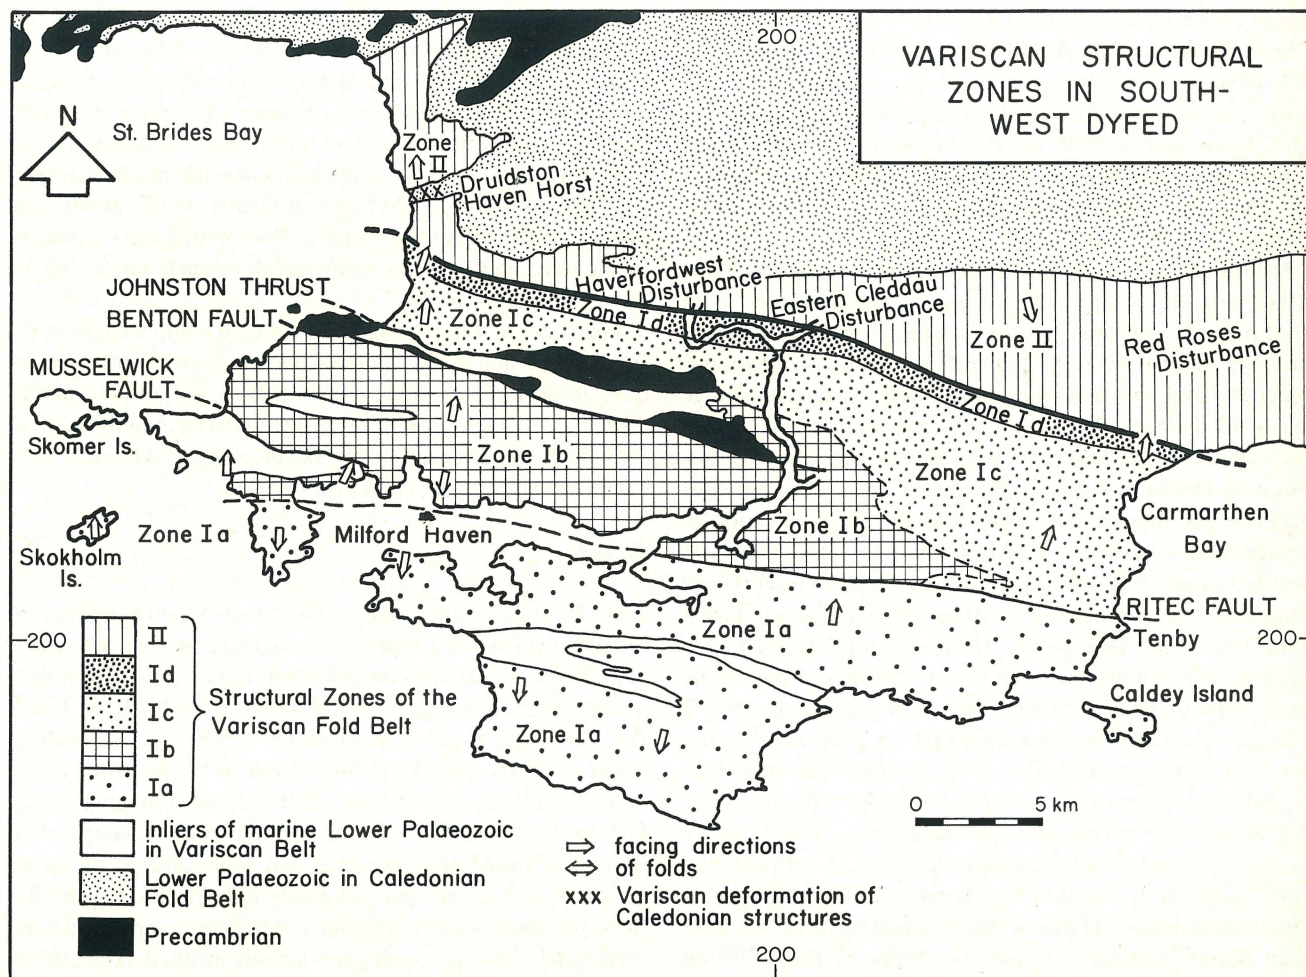 VARISCAN STRUCTURAL
ZONES IN SOUTH-
WEST DYFED
200
N
St. Brides Bay
Zone
II
xx
Druidston
Haven Horst
JOHNSTON THRUST
BENTON FAULT
MUSSELWICK
FAULT
Skomer Is.
Skokholm
Is.
Haverfordwest
Disturbance
Eastern Cleddau
Disturbance
Zone Ic
Zone Id
Zone II
Red Roses
Disturbance
Zone Id
Zone Ib
Zone Ic
Zone Ia
Milford Haven
Zone Ib
Carmarthen
Bay
Zone Ia
RITEC FAULT
Tenby
200
200
Caldey Island
Zone Ia
II
Id
Ic
Ib
Ia
Structural Zones of the
Variscan Fold Belt
Inliers of marine Lower Palaeozoic
in Variscan Belt
Lower Palaeozoic in Caledonian
Fold Belt
Precambrian
facing directions
of folds
xxx Variscan deformation of
Caledonian structures
0 5 km
200